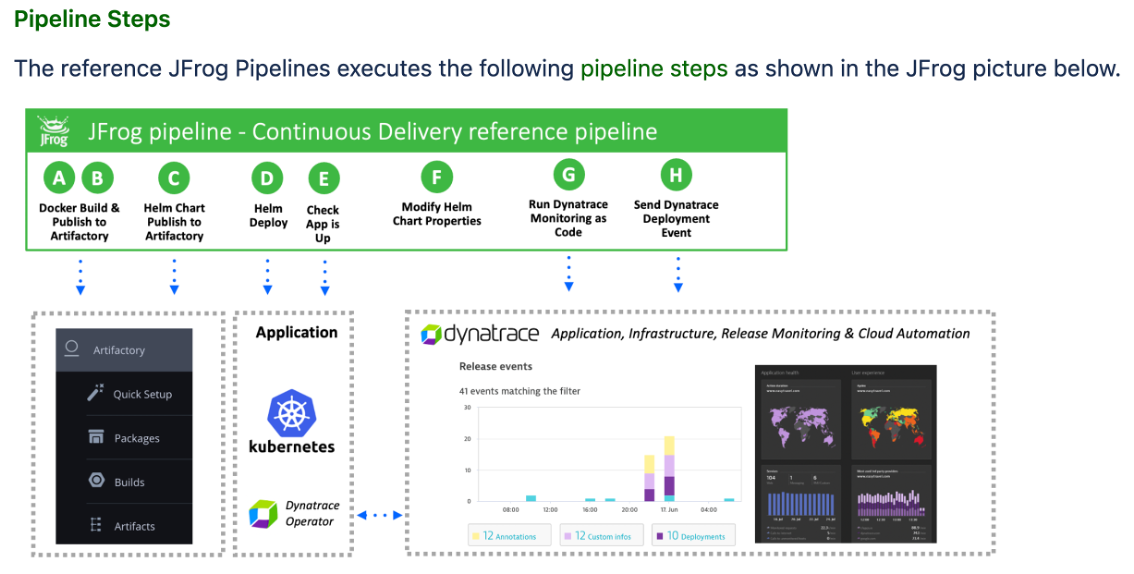 Pipeline Steps
The reference JFrog Pipelines executes the following pipeline steps as shown in the JFrog picture below.
JFrog
JFrog pipeline - Continuous Delivery reference pipeline
A
B
C
D
E
F
G
H
Docker Build &
Publish to
Artifactory
Helm Chart
Publish to
Artifactory
Helm
Deploy
Check
App is
Up
Modify Helm
Chart Properties
Run Dynatrace
Monitoring as
Code
Send Dynatrace
Deployment
Event
Artifactory
Quick Setup
Packages
Builds
Artifacts
Application
kubernetes
Dynatrace
Operator
dynatrace
Application, Infrastructure, Release Monitoring & Cloud Automation
Release events
41 events matching the filter
30
20
10
0
08:00
12:00
16:00
20:00
11. Jun
04:00
12 Annotations
12 Custom infos
10 Deployments
Application health
User experience